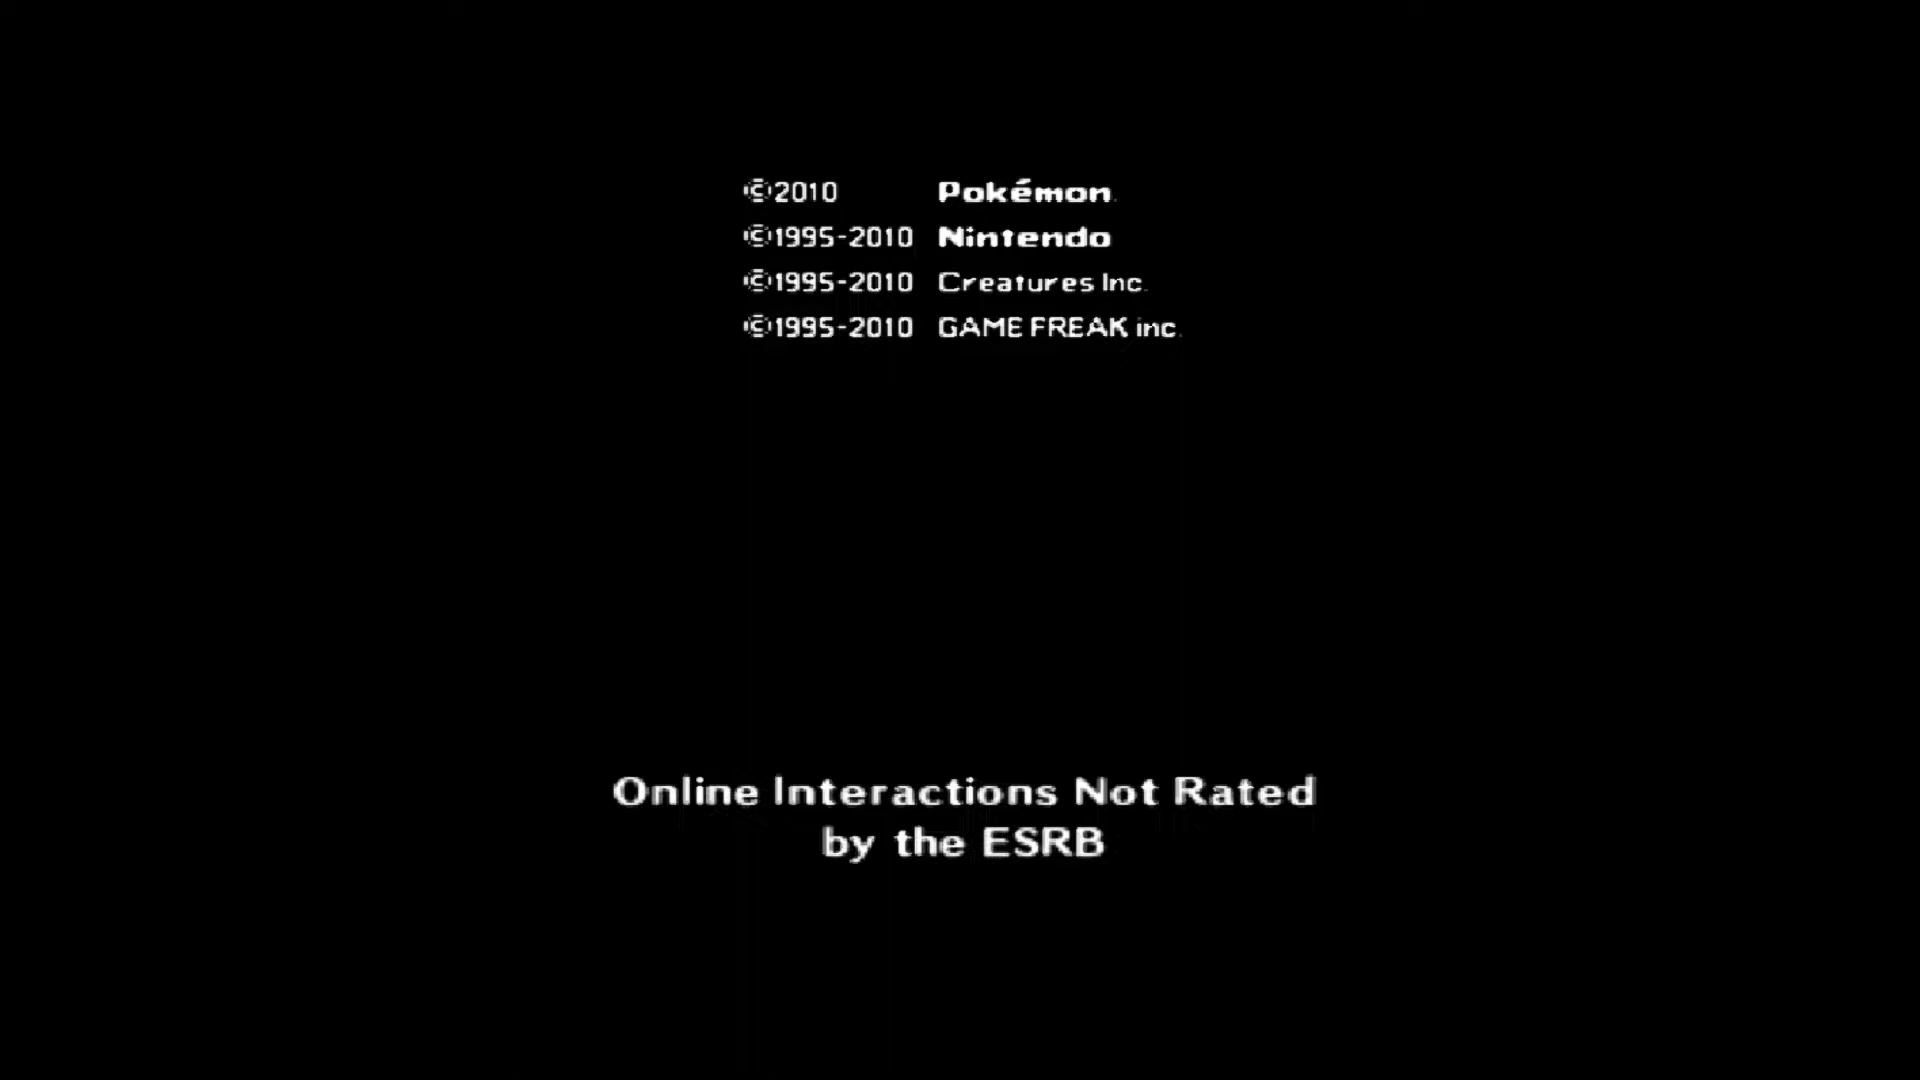 ©2010 Pokémon.
©1995-2010 Nintendo
©1995-2010 Creatures Inc.
©1995-2010 GAME FREAK inc.
Online Interactions Not Rated
by the ESRB